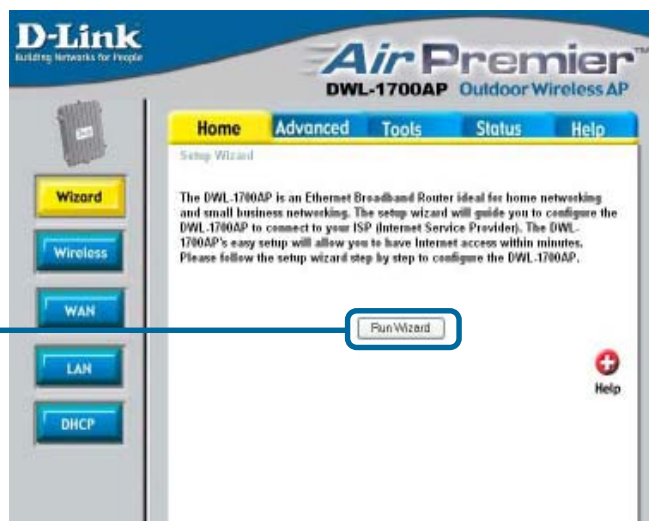 D-Link
Building Networks for People
Air Premier™
DWL-1700AP Outdoor Wireless AP
Home Advanced Tools Status Help
Setup Wizard
Wizard
Wireless
WAN
LAN
DHCP
The DWL-1700AP is an Ethernet Broadband Router ideal for home networking
and small business networking. The setup wizard will guide you to configure the
DWL-1700AP to connect to your ISP (Internet Service Provider). The DWL-
1700AP's easy setup will allow you to have Internet access within minutes.
Please follow the setup wizard step by step to configure the DWL-1700AP.
Run Wizard
Help